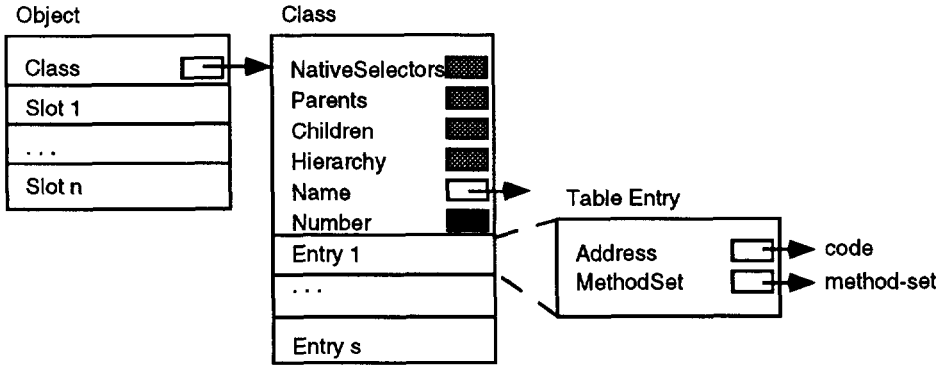 Object
Class
Slot 1
. . .
Slot n
Class
NativeSelectors
Parents
Children
Hierarchy
Name
Number
Entry 1
. . .
Entry s
Table Entry
Address
code
MethodSet
method-set